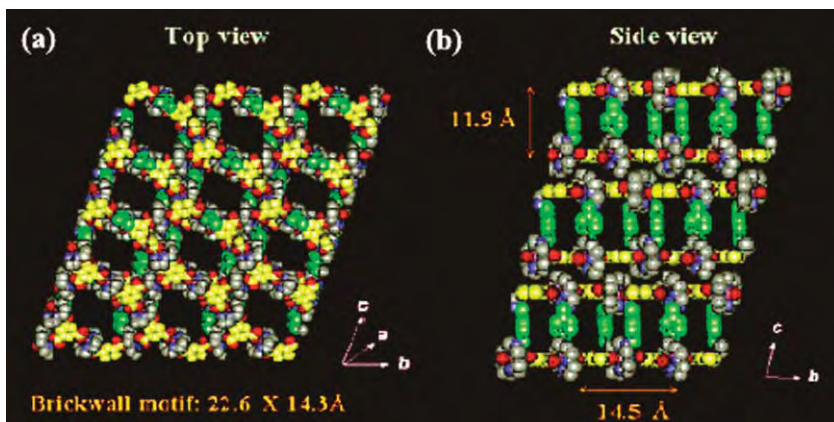 (a) Top view
c
a
b
Brickwall motif: 22.6 X 14.3Å
(b) Side view
11.9 Å
c
b
14.5 Å